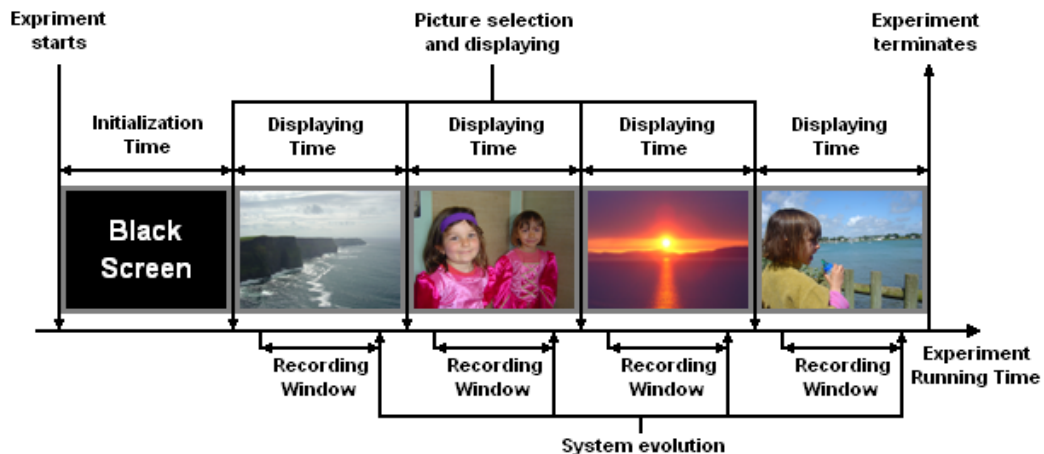 Expriment
starts
Picture selection
and displaying
Experiment
terminates
Initialization
Time
Displaying
Time
Displaying
Time
Displaying
Time
Displaying
Time
Black
Screen
Recording
Window
Recording
Window
Recording
Window
Recording
Window
Experiment
Running Time
System evolution